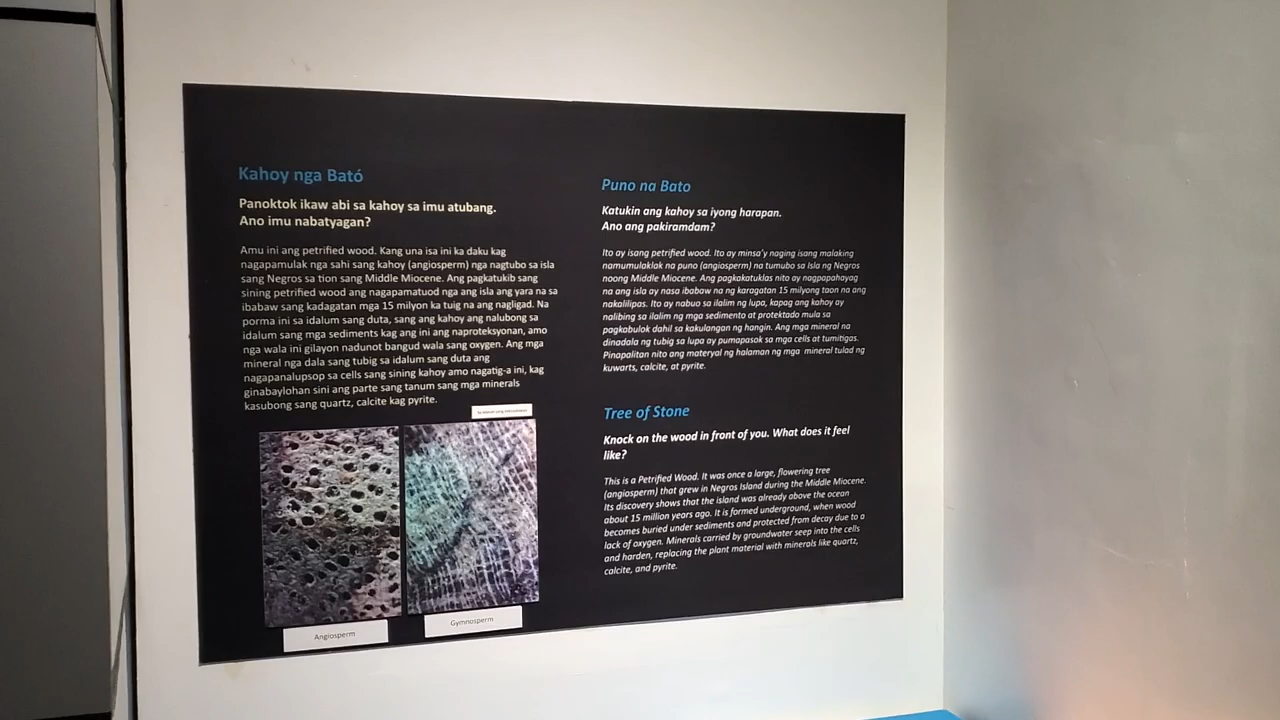 Kahoy nga Bató
Panoktok ikaw abi sa kahoy sa imu atubang.
Ano imu nabatyagan?
Amu ini ang petrified wood. Kang una isa ini ka daku kag
nagapamulak nga sahi sang kahoy (angiosperm) nga nagtubo sa isla
sang Negros sa tion sang Middle Miocene. Ang pagkatukib sang
sining petrified wood ang nagapamatuod nga ang isla ang yara na sa
ibabaw sang kadagatan mga 15 milyon ka tuig na ang nagligad. Na
porma ini sa idalum sang duta, sang ang kahoy ang nalubong sa
idalum sang mga sediments kag ang ini ang naproteksyonan, amo
nga wala ini gilayon nadunot bangud wala sang oxygen. Ang mga
mineral nga dala sang tubig sa idalum sang duta ang
nagapanalupsop sa cells sang sining kahoy amo nagatig-a ini, kag
ginabaylohan sini ang parte sang tanum sang mga minerals
kasubong sang quartz, calcite kag pyrite.
Angiosperm
Gymnosperm
Puno na Bato
Katukin ang kahoy sa iyong harapan.
Ano ang pakiramdam?
Ito ay isang petrified wood. Ito ay minsa'y naging isang malaking
namumulaklak na puno (angiosperm) na tumubo sa Isla ng Negros
noong Middle Miocene. Ang pagkakatuklas nito ay nagpapahayag
na ang isla ay nasa ibabaw na ng karagatan 15 milyong taon na ang
nakalilipas. Ito ay nabuo sa ilalim ng lupa, kapag ang kahoy ay
nalibing sa ilalim ng mga sedimento at protektado mula sa
pagkabulok dahil sa kakulangan ng hangin. Ang mga mineral na
dinadala ng tubig sa lupa ay pumapasok sa mga cells at tumitigas.
Pinapalitan nito ang materyal ng halaman ng mga mineral tulad ng
kuwarts, calcite, at pyrite.
Tree of Stone
Knock on the wood in front of you. What does it feel
like?
This is a Petrified Wood. It was once a large, flowering tree
(angiosperm) that grew in Negros Island during the Middle Miocene.
Its discovery shows that the island was already above the ocean
about 15 million years ago. It is formed underground, when wood
becomes buried under sediments and protected from decay due to a
lack of oxygen. Minerals carried by groundwater seep into the cells
and harden, replacing the plant material with minerals like quartz,
calcite, and pyrite.